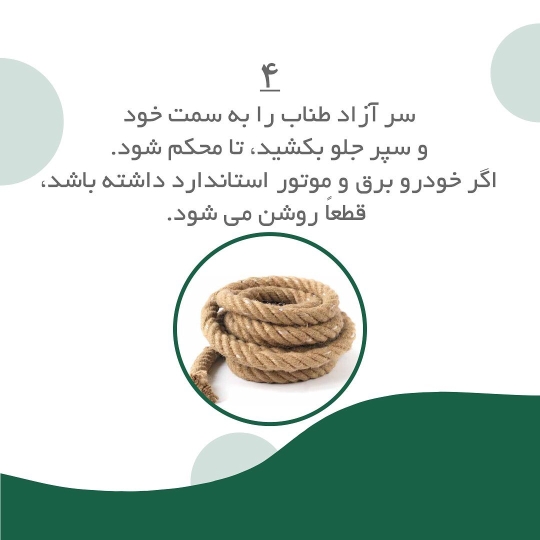 ۴
سر آزاد طناب را به سمت خود
و سپر جلو بکشید، تا محکم شود.
اگر خودرو برق و موتور استاندارد داشته باشد،
قطعاً روشن می شود.